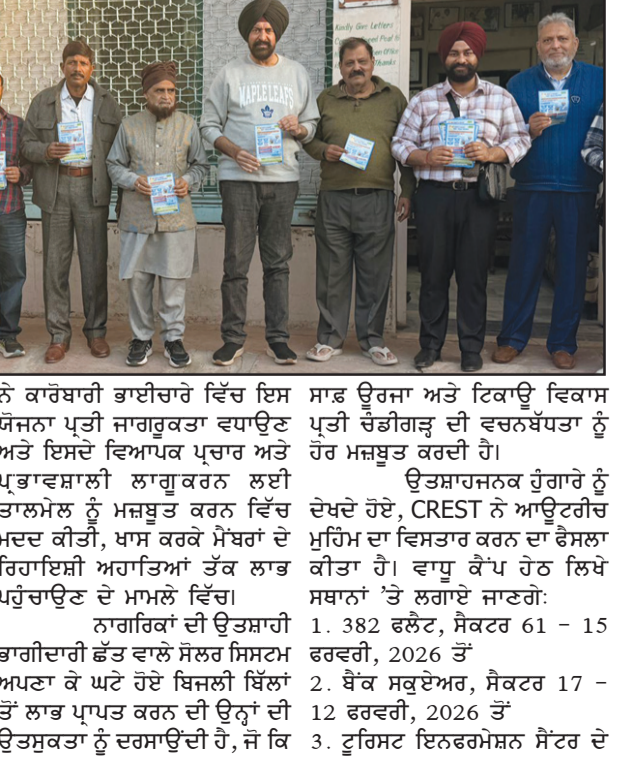 Kindly Give Letters
Thanks
MAPLE LEAFS
ਨੇ ਕਾਰੋਬਾਰੀ ਭਾਈਚਾਰੇ ਵਿੱਚ ਇਸ
ਯੋਜਨਾ ਪ੍ਰਤੀ ਜਾਗਰੂਕਤਾ ਵਧਾਉਣ
ਅਤੇ ਇਸਦੇ ਵਿਆਪਕ ਪ੍ਰਚਾਰ ਅਤੇ
ਪ੍ਰਭਾਵਸ਼ਾਲੀ ਲਾਗੂਕਰਨ ਲਈ
ਤਾਲਮੇਲ ਨੂੰ ਮਜ਼ਬੂਤ ਕਰਨ ਵਿੱਚ
ਮਦਦ ਕੀਤੀ, ਖਾਸ ਕਰਕੇ ਮੈਂਬਰਾਂ ਦੇ
ਰਿਹਾਇਸ਼ੀ ਅਹਾਤਿਆਂ ਤੱਕ ਲਾਭ
ਪਹੁੰਚਾਉਣ ਦੇ ਮਾਮਲੇ ਵਿੱਚ।
ਨਾਗਰਿਕਾਂ ਦੀ ਉਤਸ਼ਾਹੀ
ਭਾਗੀਦਾਰੀ ਛੱਤ ਵਾਲੇ ਸੋਲਰ ਸਿਸਟਮ
ਅਪਣਾ ਕੇ ਘਟੇ ਹੋਏ ਬਿਜਲੀ ਬਿੱਲਾਂ
ਤੋਂ ਲਾਭ ਪ੍ਰਾਪਤ ਕਰਨ ਦੀ ਉਨ੍ਹਾਂ ਦੀ
ਉਤਸੁਕਤਾ ਨੂੰ ਦਰਸਾਉਂਦੀ ਹੈ, ਜੋ ਕਿ
ਸਾਫ਼ ਊਰਜਾ ਅਤੇ ਟਿਕਾਊ ਵਿਕਾਸ
ਪ੍ਰਤੀ ਚੰਡੀਗੜ੍ਹ ਦੀ ਵਚਨਬੱਧਤਾ ਨੂੰ
ਹੋਰ ਮਜ਼ਬੂਤ ਕਰਦੀ ਹੈ।
ਉਤਸ਼ਾਹਜਨਕ ਹੁੰਗਾਰੇ ਨੂੰ
ਦੇਖਦੇ ਹੋਏ, CREST ਨੇ ਆਊਟਰੀਚ
ਮੁਹਿੰਮ ਦਾ ਵਿਸਤਾਰ ਕਰਨ ਦਾ ਫੈਸਲਾ
ਕੀਤਾ ਹੈ। ਵਾਧੂ ਕੈਂਪ ਹੇਠ ਲਿਖੇ
ਸਥਾਨਾਂ ’ਤੇ ਲਗਾਏ ਜਾਣਗੇ:
1. 382 ਫਲੈਟ, ਸੈਕਟਰ 61 – 15
ਫਰਵਰੀ, 2026 ਤੋਂ
2. ਬੈਂਕ ਸਕੁਏਅਰ, ਸੈਕਟਰ 17 –
12 ਫਰਵਰੀ, 2026 ਤੋਂ
3. ਟੂਰਿਸਟ ਇਨਫਰਮੇਸ਼ਨ ਸੈਂਟਰ ਦੇ